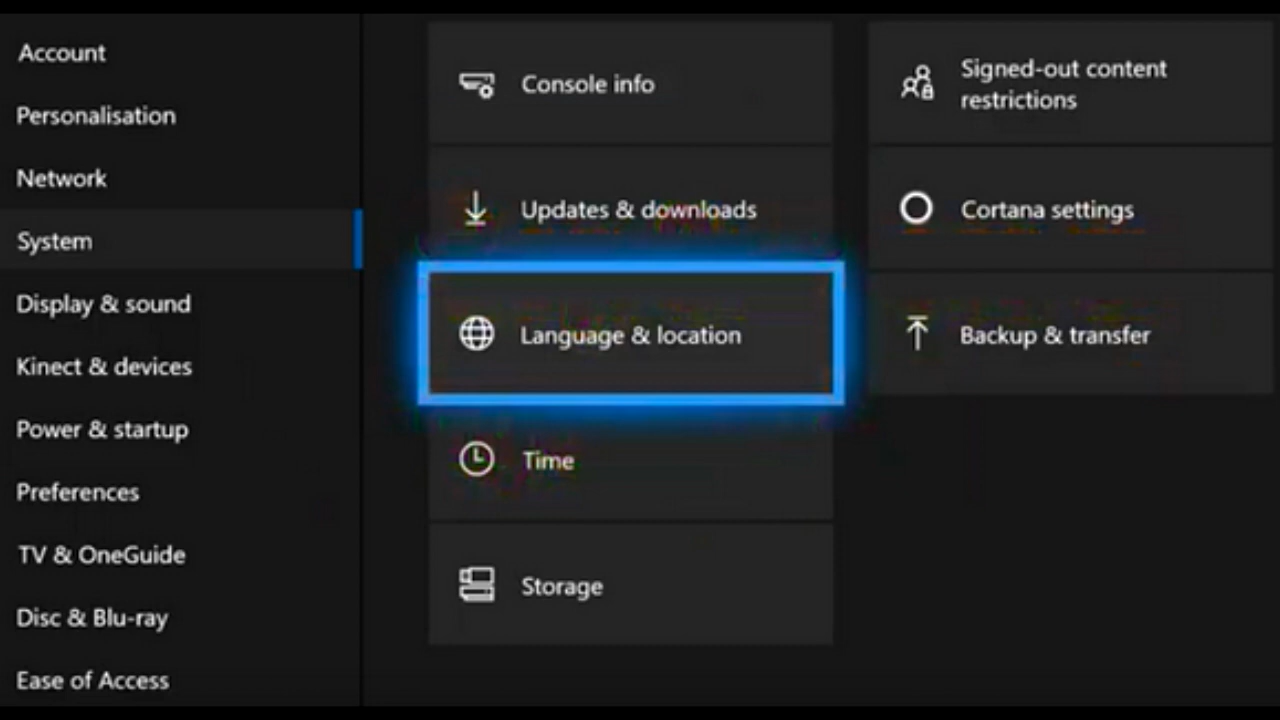 Account
Personalisation
Network
System
Display & sound
Kinect & devices
Power & startup
Preferences
TV & OneGuide
Disc & Blu-ray
Ease of Access
Console info
Updates & downloads
Language & location
Time
Storage
Signed-out content
restrictions
Cortana settings
Backup & transfer